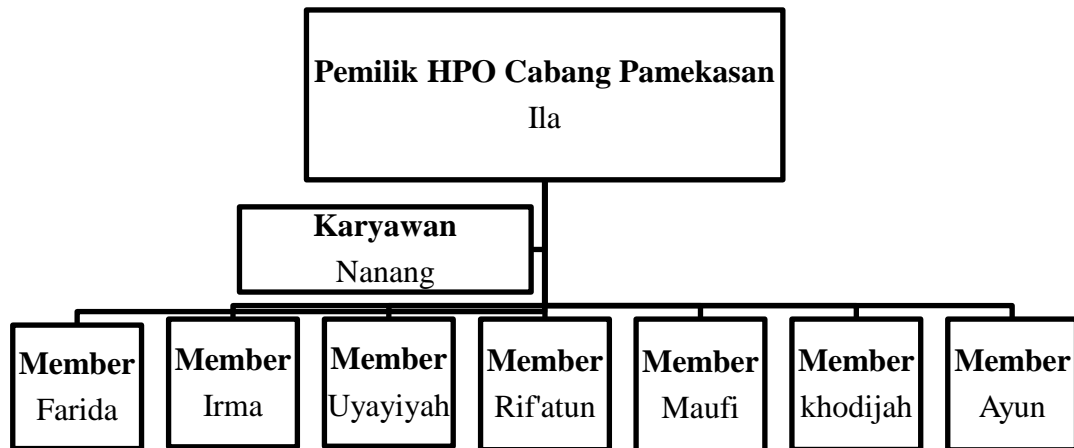 Pemilik HPO Cabang Pamekasan
Ila
Karyawan
Nanang
Member
Farida
Member
Irma
Member
Uyayiyah
Member
Rif'atun
Member
Maufi
Member
khodijah
Member
Ayun